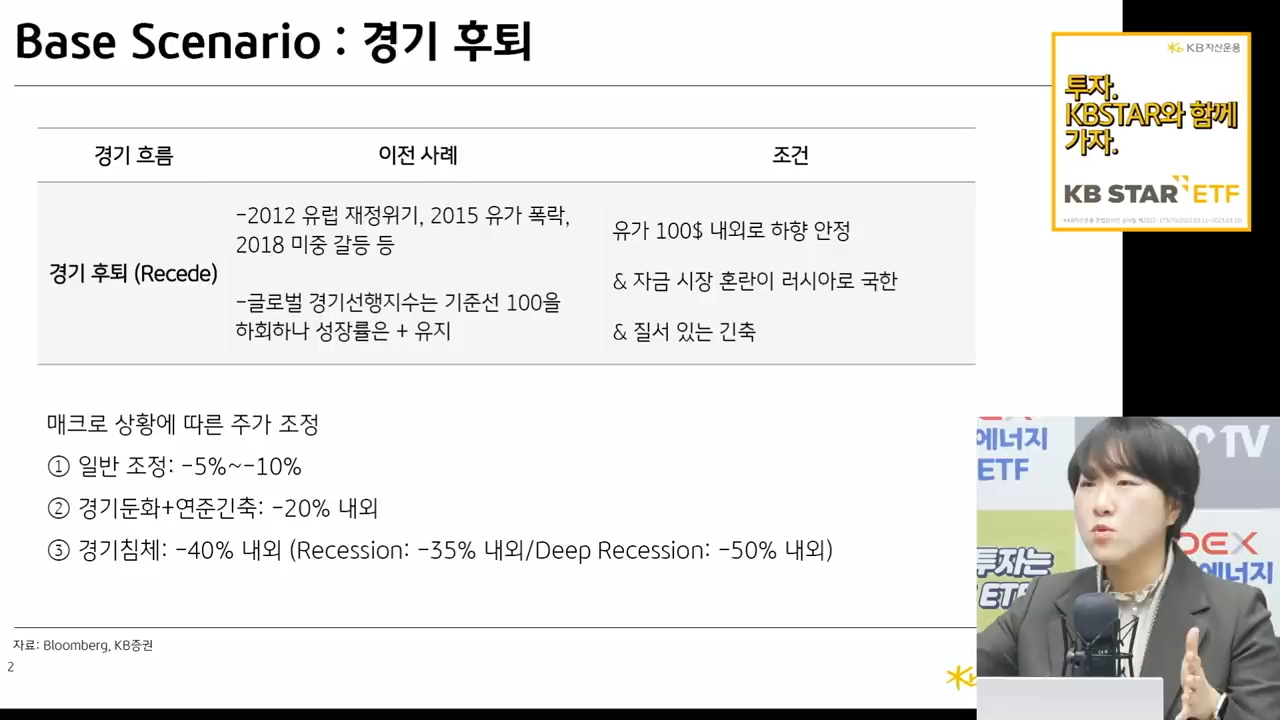 Base Scenario : 경기 후퇴
KB자산운용
투자.
KBSTAR와 함께
가자.
KB STAR ETF
경기 흐름
이전 사례
조건
경기 후퇴 (Recede)
-2012 유럽 재정위기, 2015 유가 폭락,
2018 미중 갈등 등
-글로벌 경기선행지수는 기준선 100을
하회하나 성장률은 + 유지
유가 100$ 내외로 하향 안정
& 자금 시장 혼란이 러시아로 국한
& 질서 있는 긴축
매크로 상황에 따른 주가 조정
① 일반 조정: -5%~-10%
② 경기둔화+연준긴축: -20% 내외
③ 경기침체: -40% 내외 (Recession: -35% 내외/Deep Recession: -50% 내외)
자료: Bloomberg, KB증권
2
에너지
ETF
TV
DEX
에너지
투자는
ETF